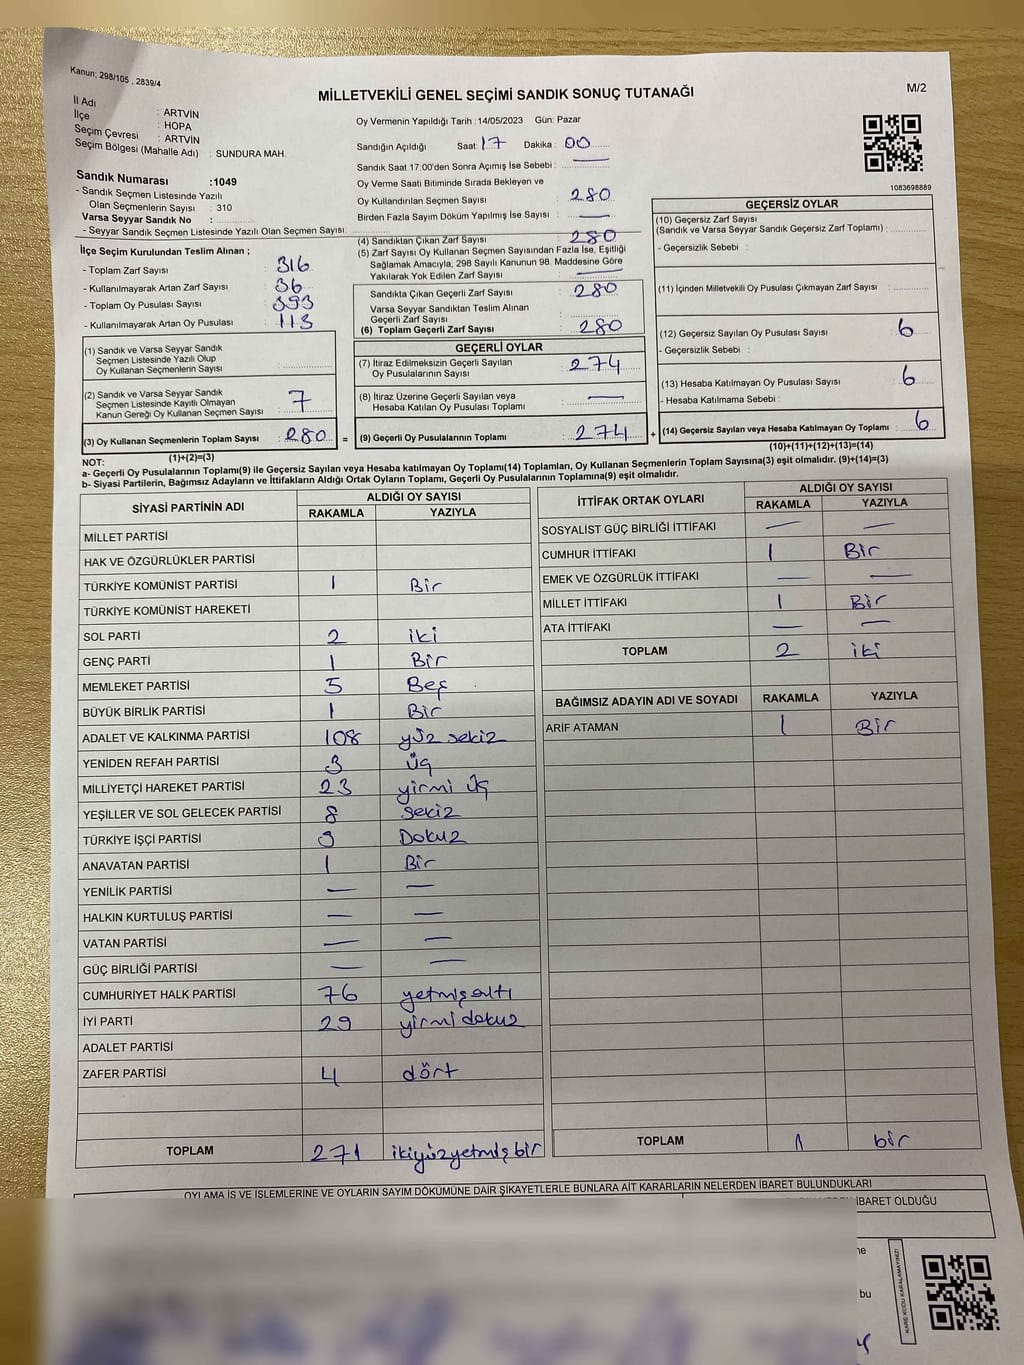 Kanun: 298/105 , 2839/4
M/2
MİLLETVEKİLİ GENEL SEÇİMİ SANDIK SONUÇ TUTANAĞI
İl Adı : ARTVİN
İlçe : HOPA
Seçim Çevresi : ARTVİN
Seçim Bölgesi (Mahalle Adı) : SUNDURA MAH.
Sandık Numarası :1049
- Sandık Seçmen Listesinde Yazılı
Olan Seçmenlerin Sayısı : 310
Varsa Seyyar Sandık No :
- Seyyar Sandık Seçmen Listesinde Yazılı Olan Seçmen Sayısı
Oy Vermenin Yapıldığı Tarih :14/05/2023 Gün: Pazar
Sandığın Açıldığı Saat: 17 Dakika : 00
Sandık Saat 17:00'den Sonra Açımış İse Sebebi : —
Oy Verme Saati Bitiminde Sırada Bekleyen ve
Oy Kullandırılan Seçmen Sayısı : 280
Birden Fazla Sayım Döküm Yapılmış İse Sayısı : —
1083698889
İlçe Seçim Kurulundan Teslim Alınan ;
- Toplam Zarf Sayısı : 316
- Kullanılmayarak Artan Zarf Sayısı : 36
- Toplam Oy Pusulası Sayısı : 393
- Kullanılmayarak Artan Oy Pusulası : 113
(1) Sandık ve Varsa Seyyar Sandık
Seçmen Listesinde Yazılı Olup
Oy Kullanan Seçmenlerin Sayısı :
(2) Sandık ve Varsa Seyyar Sandık
Seçmen Listesinde Kayıtlı Olmayan
Kanun Gereği Oy Kullanan Seçmen Sayısı : 7
(3) Oy Kullanan Seçmenlerin Toplam Sayısı : 280 =
(1)+(2)=(3)
(4) Sandıktan Çıkan Zarf Sayısı : 280
(5) Zarf Sayısı Oy Kullanan Seçmen Sayısından Fazla İse, Eşitliği
Sağlamak Amacıyla, 298 Sayılı Kanunun 98. Maddesine Göre
Yakılarak Yok Edilen Zarf Sayısı : —
Sandıkta Çıkan Geçerli Zarf Sayısı : 280
Varsa Seyyar Sandıktan Teslim Alınan
Geçerli Zarf Sayısı :
(6) Toplam Geçerli Zarf Sayısı : 280
GEÇERLİ OYLAR
(7) İtiraz Edilmeksizin Geçerli Sayılan
Oy Pusulalarının Sayısı : 274
(8) İtiraz Üzerine Geçerli Sayılan veya
Hesaba Katılan Oy Pusulası Toplamı : —
(9) Geçerli Oy Pusulalarının Toplamı : 274 +
GEÇERSİZ OYLAR
(10) Geçersiz Zarf Sayısı
(Sandık ve Varsa Seyyar Sandık Geçersiz Zarf Toplamı) :
- Geçersizlik Sebebi :
(11) İçinden Milletvekili Oy Pusulası Çıkmayan Zarf Sayısı :
(12) Geçersiz Sayılan Oy Pusulası Sayısı : 6
- Geçersizlik Sebebi :
(13) Hesaba Katılmayan Oy Pusulası Sayısı : 6
- Hesaba Katılmama Sebebi :
(14) Geçersiz Sayılan veya Hesaba Katılmayan Oy Toplamı : 6
(10)+(11)+(12)+(13)=(14)
NOT:
a- Geçerli Oy Pusulalarının Toplamı(9) ile Geçersiz Sayılan veya Hesaba katılmayan Oy Toplamı(14) Toplamları, Oy Kullanan Seçmenlerin Toplam Sayısına(3) eşit olmalıdır. (9)+(14)=(3)
b- Siyasi Partilerin, Bağımsız Adayların ve İttifakların Aldığı Ortak Oyların Toplamı, Geçerli Oy Pusulalarının Toplamına(9) eşit olmalıdır.
SİYASİ PARTİNİN ADI ALDIĞI OY SAYISI
RAKAMLA YAZIYLA
MİLLET PARTİSİ
HAK VE ÖZGÜRLÜKLER PARTİSİ
TÜRKİYE KOMÜNİST PARTİSİ 1 Bir
TÜRKİYE KOMÜNİST HAREKETİ
SOL PARTİ 2 iki
GENÇ PARTİ 1 Bir
MEMLEKET PARTİSİ 5 Beş
BÜYÜK BİRLİK PARTİSİ 1 Bir
ADALET VE KALKINMA PARTİSİ 108 yüz sekiz
YENİDEN REFAH PARTİSİ 3 üç
MİLLİYETÇİ HAREKET PARTİSİ 23 yirmi üç
YEŞİLLER VE SOL GELECEK PARTİSİ 8 sekiz
TÜRKİYE İŞÇİ PARTİSİ 9 Dokuz
ANAVATAN PARTİSİ 1 Bir
YENİLİK PARTİSİ — —
HALKIN KURTULUŞ PARTİSİ — —
VATAN PARTİSİ — —
GÜÇ BİRLİĞİ PARTİSİ — —
CUMHURİYET HALK PARTİSİ 76 yetmiş altı
İYİ PARTİ 29 yirmi dokuz
ADALET PARTİSİ
ZAFER PARTİSİ 4 dört
TOPLAM 271 ikiyüzyetmiş bir
İTTİFAK ORTAK OYLARI ALDIĞI OY SAYISI
RAKAMLA YAZIYLA
SOSYALİST GÜÇ BİRLİĞİ İTTİFAKI — —
CUMHUR İTTİFAKI 1 Bir
EMEK VE ÖZGÜRLÜK İTTİFAKI — —
MİLLET İTTİFAKI 1 Bir
ATA İTTİFAKI — —
TOPLAM 2 iki
BAĞIMSIZ ADAYIN ADI VE SOYADI RAKAMLA YAZIYLA
ARİF ATAMAN 1 Bir
TOPLAM 1 bir
OYLAMA İŞ VE İŞLEMLERİNE VE OYLARIN SAYIM DÖKÜMÜNE DAİR ŞİKAYETLERLE BUNLARA AİT KARARLARIN NELERDEN İBARET BULUNDUKLARI
İBARET OLDUĞU
bu
KARE KODU KARALAMAYINIZ!